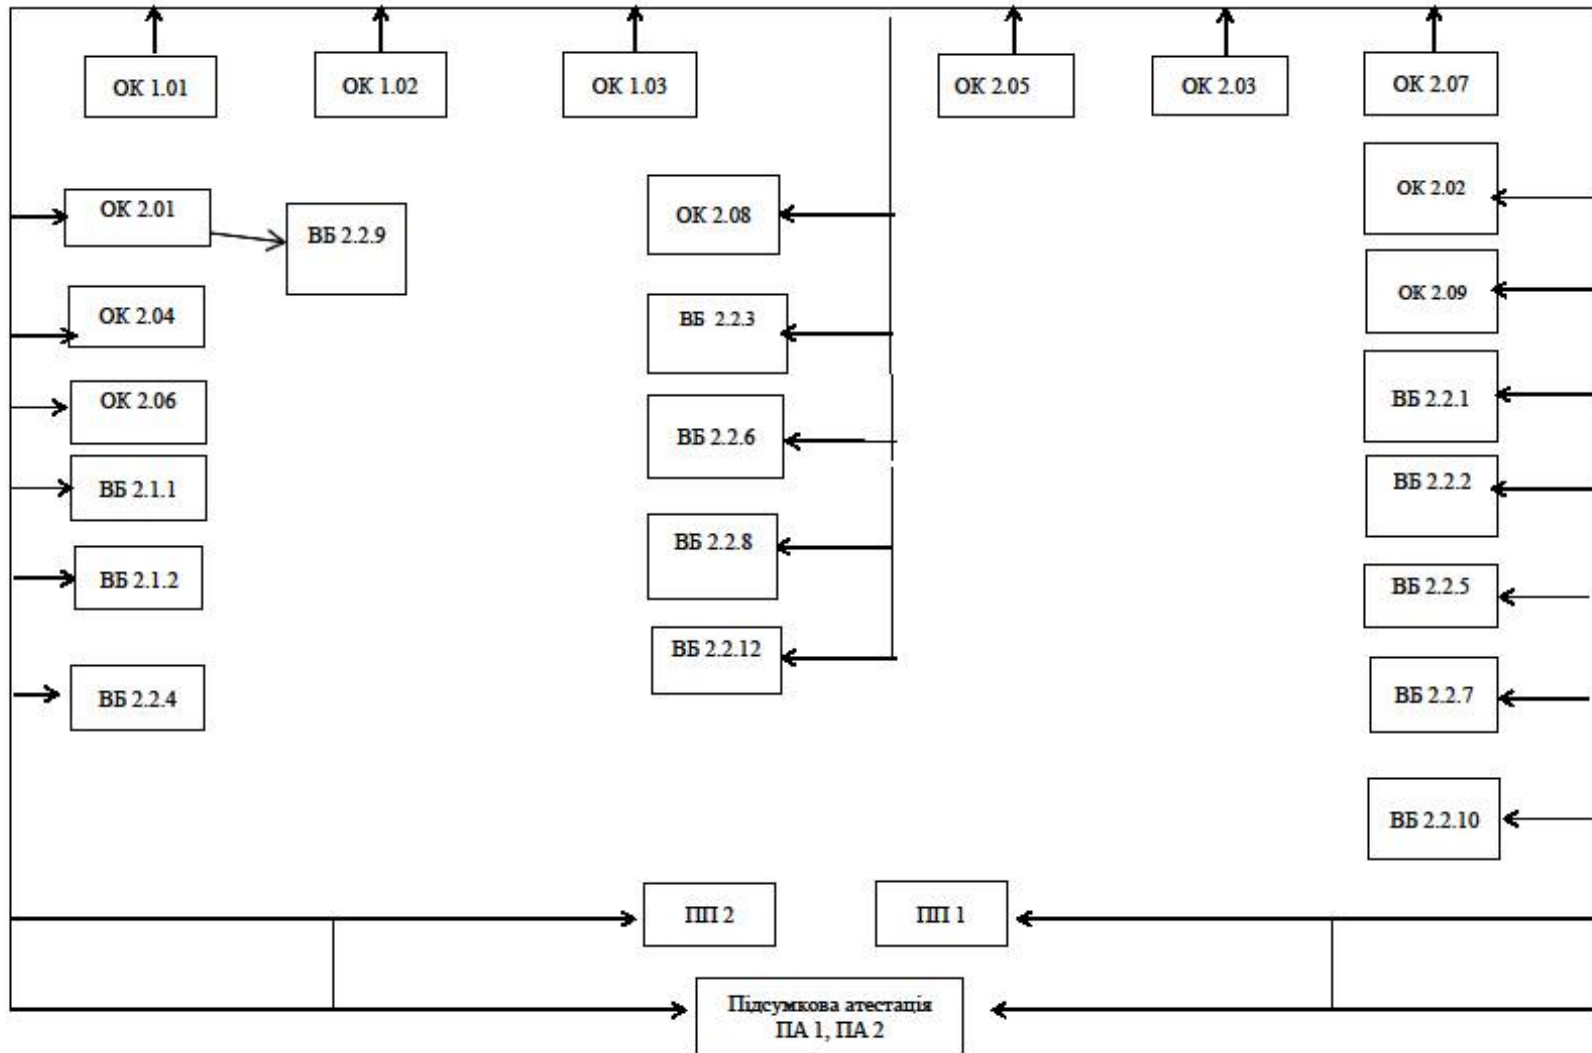 ОК 1.01
ОК 1.02
ОК 1.03
ОК 2.05
ОК 2.03
ОК 2.07
ОК 2.01
ВБ 2.2.9
ОК 2.08
ОК 2.02
ОК 2.04
ВБ 2.2.3
ОК 2.09
ОК 2.06
ВБ 2.2.6
ВБ 2.2.1
ВБ 2.1.1
ВБ 2.2.2
ВБ 2.1.2
ВБ 2.2.8
ВБ 2.2.5
ВБ 2.2.4
ВБ 2.2.12
ВБ 2.2.7
ВБ 2.2.10
ПП 2
ПП 1
Підсумкова атестація
ПА 1, ПА 2